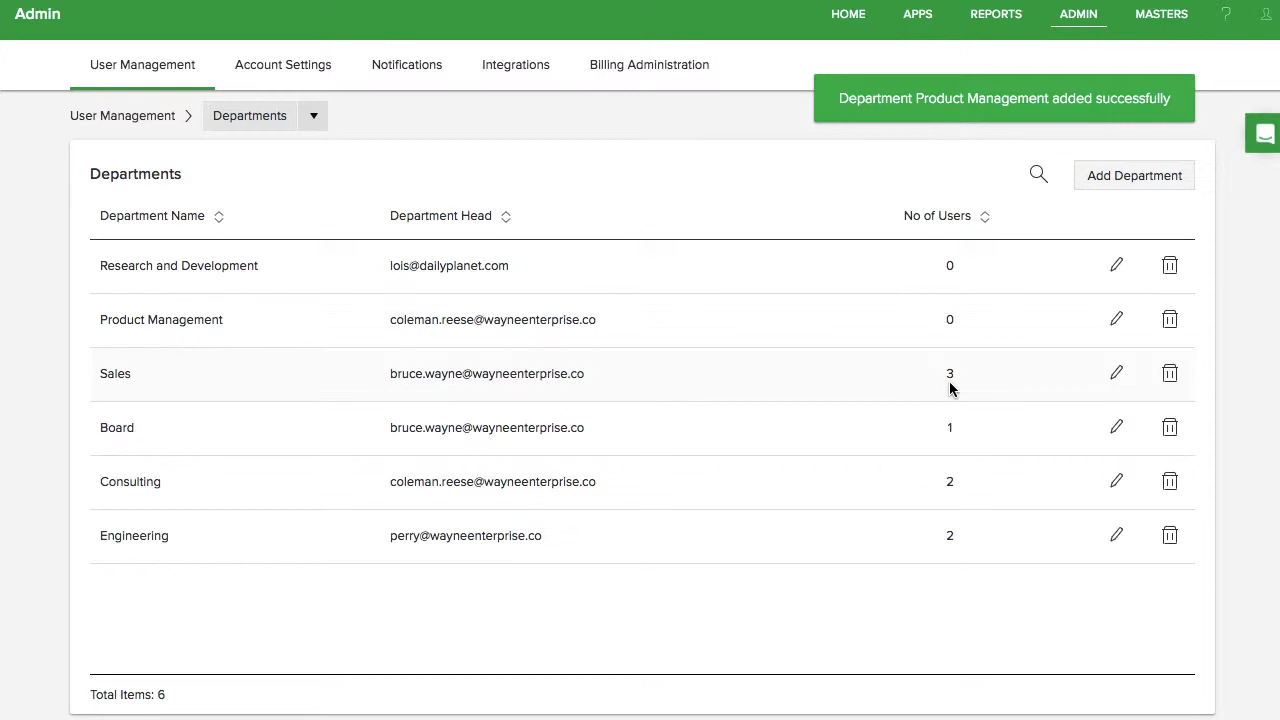 Admin
HOME APPS REPORTS ADMIN MASTERS ?
User Management Account Settings Notifications Integrations Billing Administration
Department Product Management added successfully
User Management Departments
Departments
Add Department
Department Name Department Head No of Users
Research and Development lois@dailyplanet.com 0
Product Management coleman.reese@wayneenterprise.co 0
Sales bruce.wayne@wayneenterprise.co 3
Board bruce.wayne@wayneenterprise.co 1
Consulting coleman.reese@wayneenterprise.co 2
Engineering perry@wayneenterprise.co 2
Total Items: 6